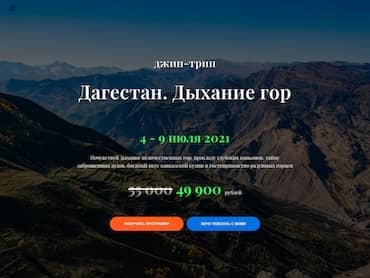 джип-трип
Дагестан. Дыхание гор
4 - 9 июля 2021
Почувствуй дыхание величественных гор, прохладу глубоких каньонов, тайну
заброшенных аулов, богатый вкус кавказской кухни и гостеприимство радушных горцев
55 000 49 900 рублей
ПОЛУЧИТЬ ПРОГРАММУ ХОЧУ ПОЕХАТЬ С ВАМИ